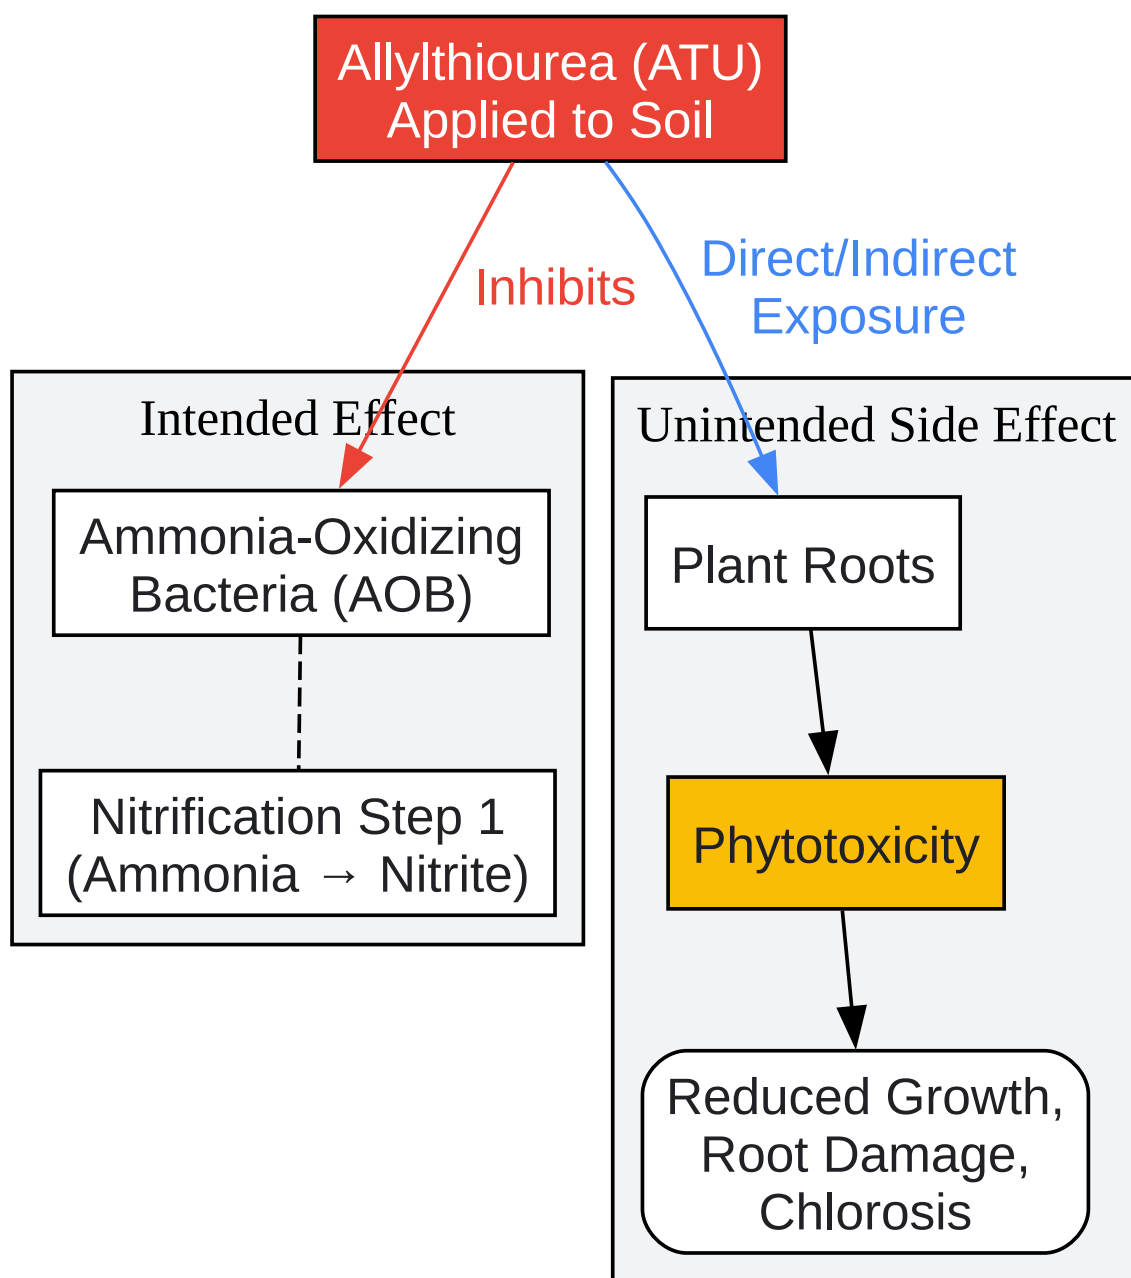 Allylthiourea (ATU)
Applied to Soil
Inhibits
Direct/Indirect
Exposure
Intended Effect
Ammonia-Oxidizing
Bacteria (AOB)
Nitrification Step 1
(Ammonia → Nitrite)
Unintended Side Effect
Plant Roots
Phytotoxicity
Reduced Growth,
Root Damage,
Chlorosis